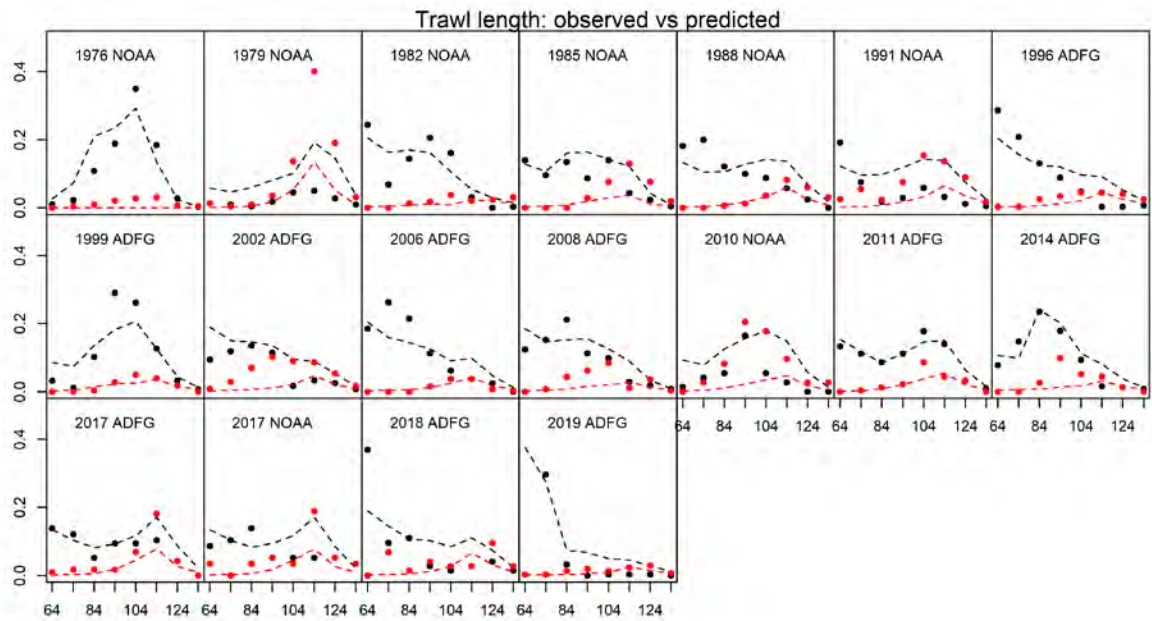 Trawl length: observed vs predicted
1976 NOAA 1979 NOAA 1982 NOAA 1985 NOAA 1988 NOAA 1991 NOAA 1996 ADFG
0.4
0.2
0.0
1999 ADFG 2002 ADFG 2006 ADFG 2008 ADFG 2010 NOAA 2011 ADFG 2014 ADFG
0.4
0.2
0.0
64 84 104 124 64 84 104 124 64 84 104 124
2017 ADFG 2017 NOAA 2018 ADFG 2019 ADFG
0.4
0.2
0.0
64 84 104 124 64 84 104 124 64 84 104 124 64 84 104 124